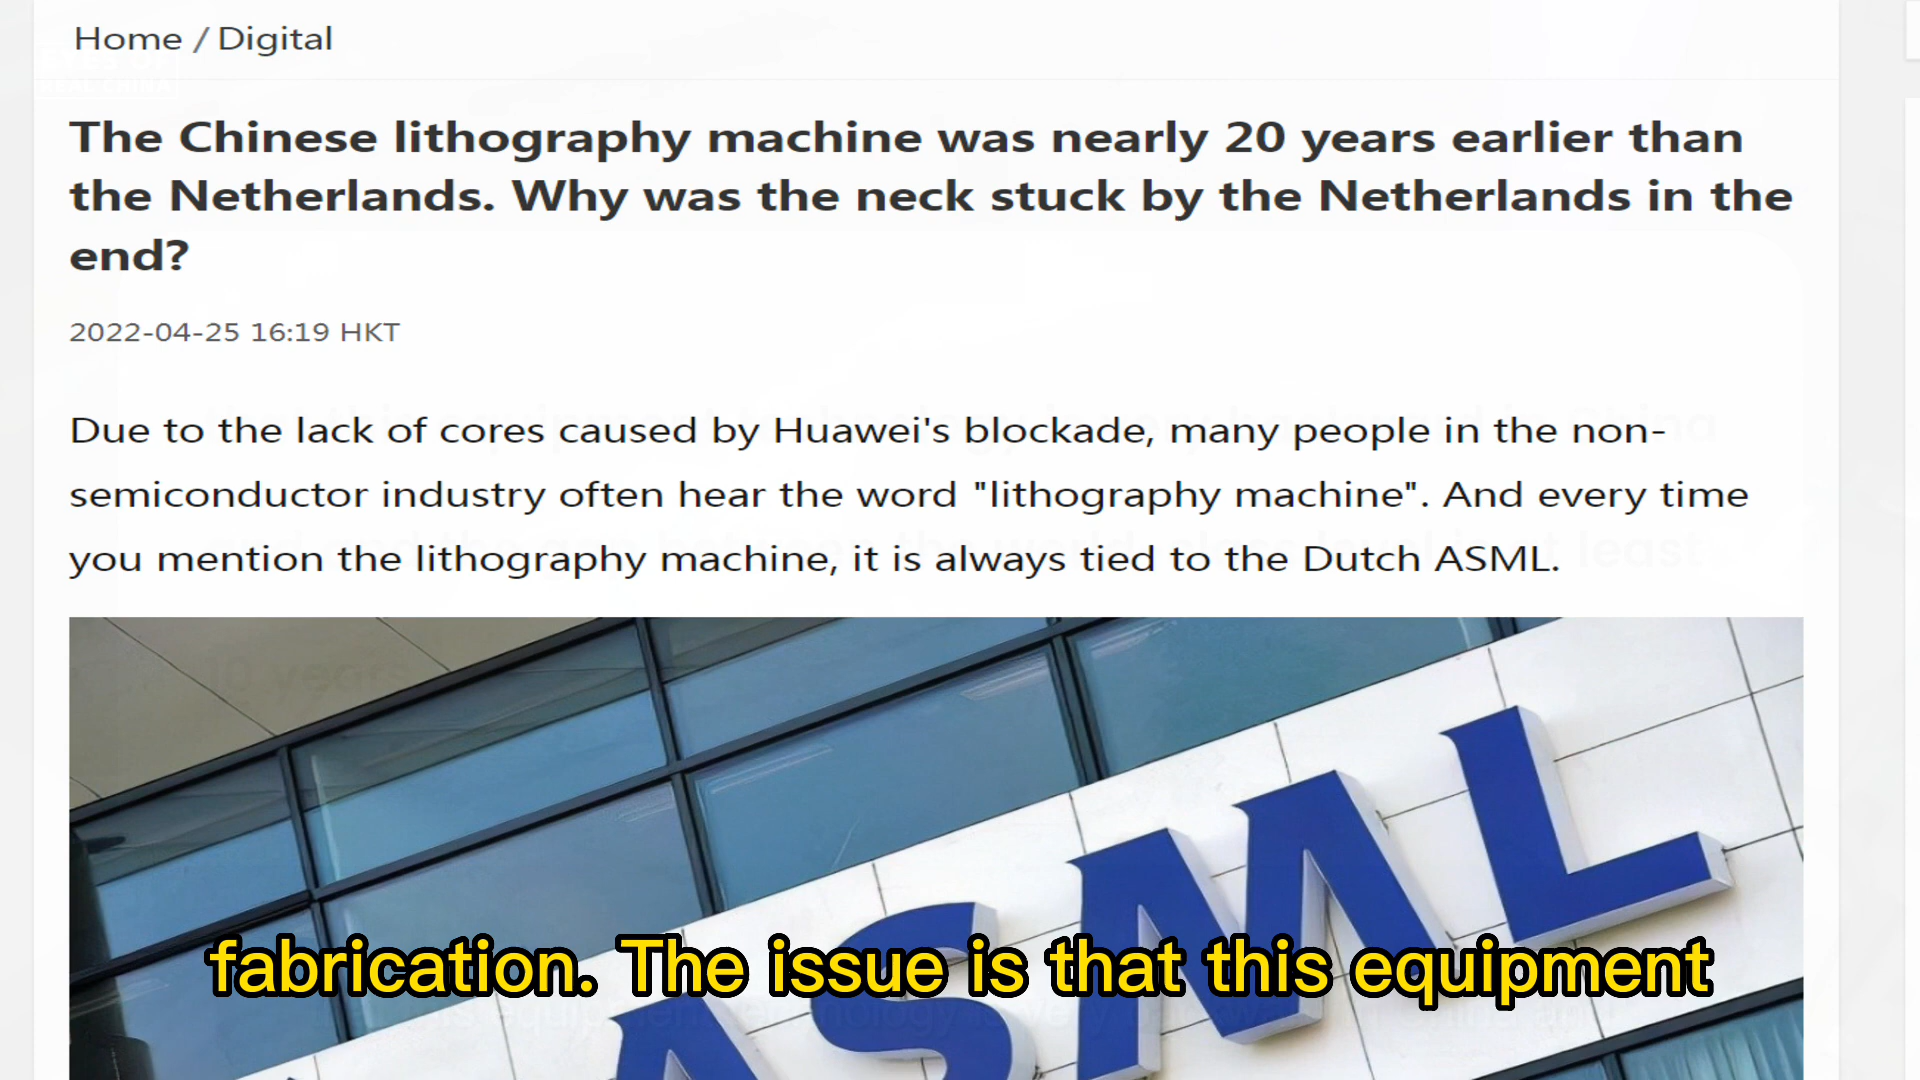 Home / Digital
The Chinese lithography machine was nearly 20 years earlier than
the Netherlands. Why was the neck stuck by the Netherlands in the
end?
2022-04-25 16:19 HKT
Due to the lack of cores caused by Huawei's blockade, many people in the non-
semiconductor industry often hear the word "lithography machine". And every time
you mention the lithography machine, it is always tied to the Dutch ASML.
10 years
least
ASML
fabrication. The issue is that this equipment